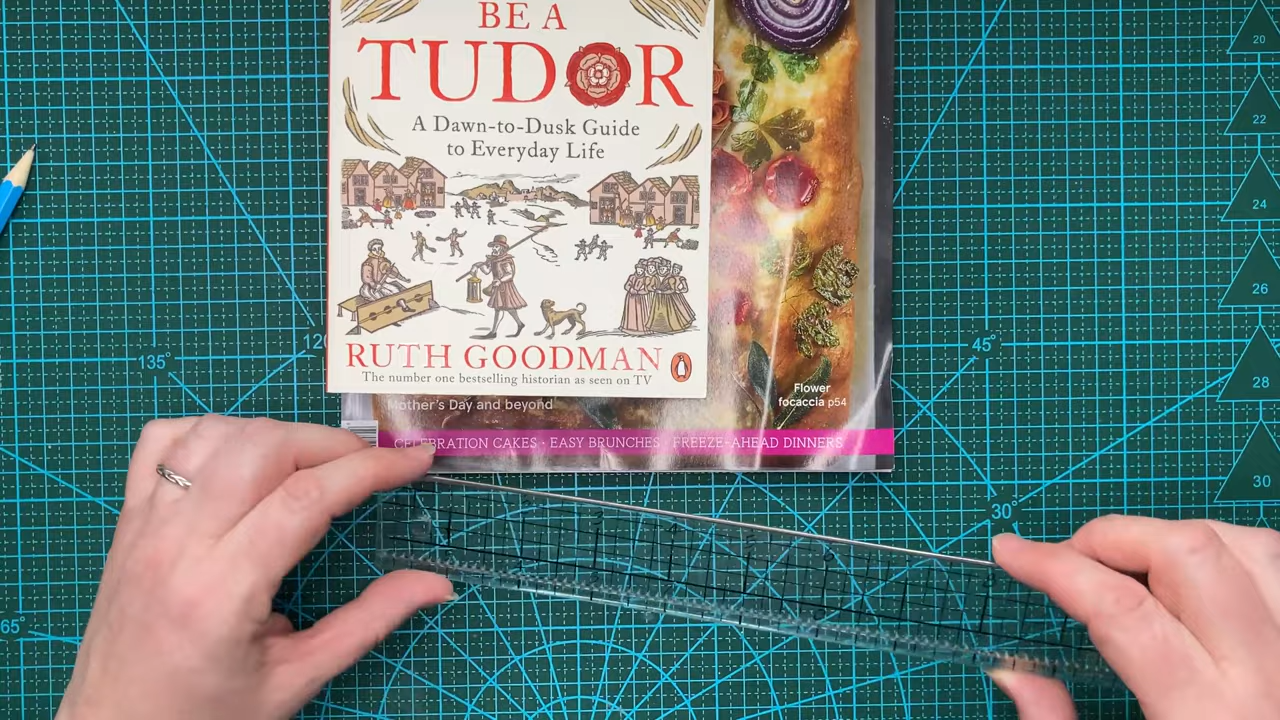 BE A
TUDOR
A Dawn-to-Dusk Guide
to Everyday Life
RUTH GOODMAN
The number one bestselling historian as seen on TV
Flower
focaccia p54
Mother's Day and beyond
CELEBRATION CAKES · EASY BRUNCHES · FREEZE-AHEAD DINNERS
20
22
24
26
28
30
135°
120
45°
30°
65°